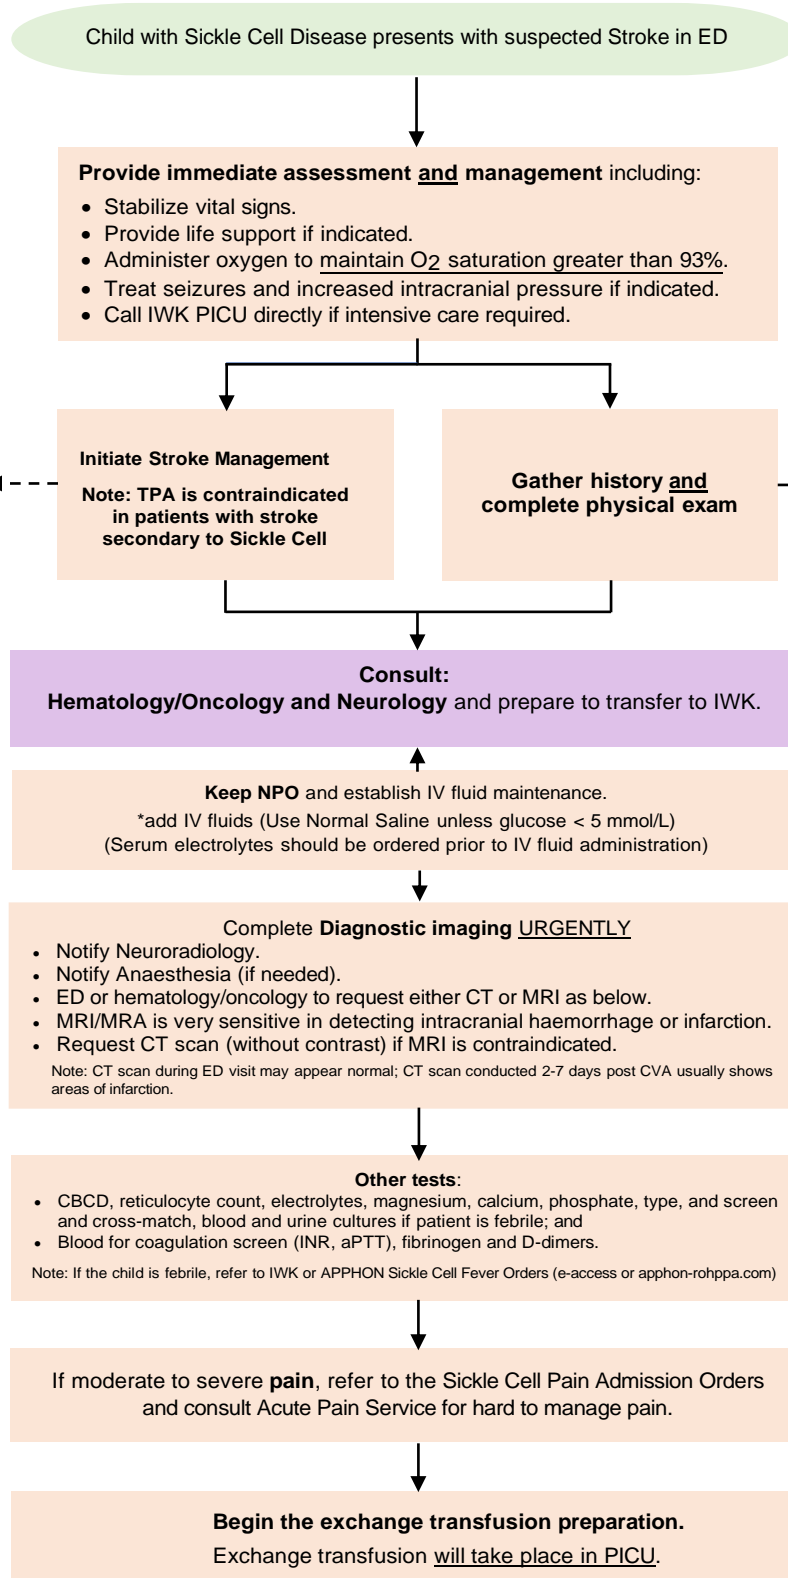 Child with Sickle Cell Disease presents with suspected Stroke in ED
Provide immediate assessment and management including:
• Stabilize vital signs.
• Provide life support if indicated.
• Administer oxygen to maintain O2 saturation greater than 93%.
• Treat seizures and increased intracranial pressure if indicated.
• Call IWK PICU directly if intensive care required.
Initiate Stroke Management
Note: TPA is contraindicated
in patients with stroke
secondary to Sickle Cell
Gather history and
complete physical exam
Consult:
Hematology/Oncology and Neurology and prepare to transfer to IWK.
Keep NPO and establish IV fluid maintenance.
*add IV fluids (Use Normal Saline unless glucose < 5 mmol/L)
(Serum electrolytes should be ordered prior to IV fluid administration)
Complete Diagnostic imaging URGENTLY
• Notify Neuroradiology.
• Notify Anaesthesia (if needed).
• ED or hematology/oncology to request either CT or MRI as below.
• MRI/MRA is very sensitive in detecting intracranial haemorrhage or infarction.
• Request CT scan (without contrast) if MRI is contraindicated.
Note: CT scan during ED visit may appear normal; CT scan conducted 2-7 days post CVA usually shows
areas of infarction.
Other tests:
• CBCD, reticulocyte count, electrolytes, magnesium, calcium, phosphate, type, and screen
and cross-match, blood and urine cultures if patient is febrile; and
• Blood for coagulation screen (INR, aPTT), fibrinogen and D-dimers.
Note: If the child is febrile, refer to IWK or APPHON Sickle Cell Fever Orders (e-access or apphon-rohppa.com)
If moderate to severe pain, refer to the Sickle Cell Pain Admission Orders
and consult Acute Pain Service for hard to manage pain.
Begin the exchange transfusion preparation.
Exchange transfusion will take place in PICU.